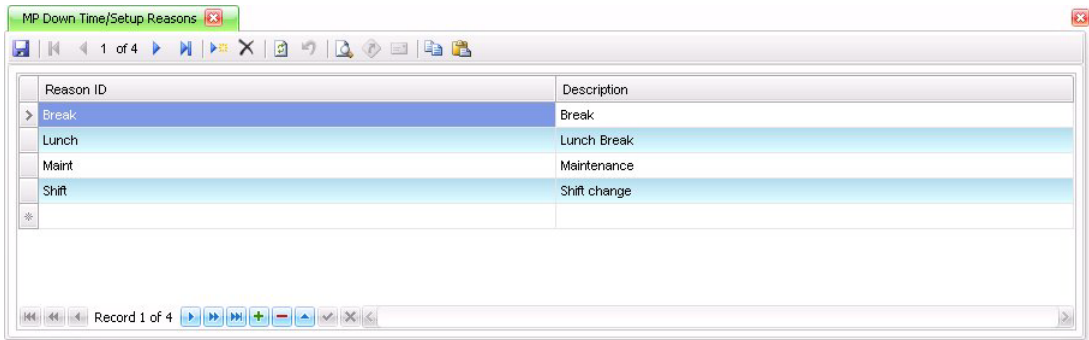 MP Down Time/Setup Reasons
1 of 4
Reason ID Description
Break Break
Lunch Lunch Break
Maint Maintenance
Shift Shift change
Record 1 of 4